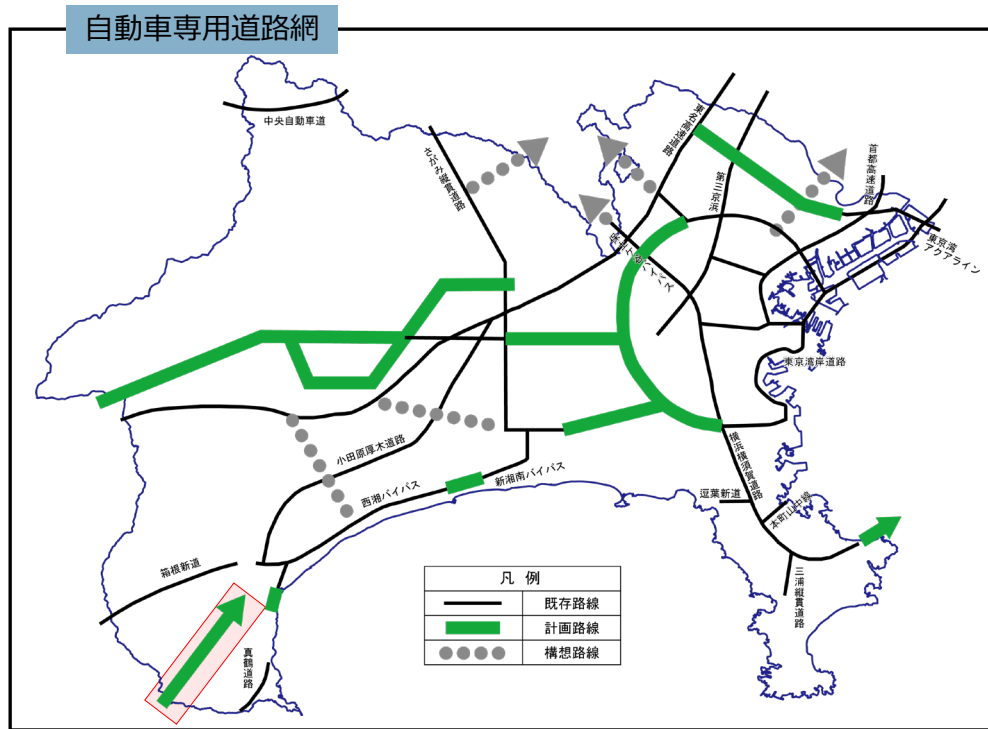 自動車専用道路網
中央自動車道
さがみ縦貫道路
東名高速道路
第三京浜
首都高速道路
東京湾
アクアライン
保土ケ谷バイパス
東京湾岸道路
小田原厚木道路
西湘バイパス
新湘南バイパス
横浜横須賀道路
逗葉新道
本町山中線
三浦縦貫道路
箱根新道
真鶴道路
凡 例
既存路線
計画路線
構想路線